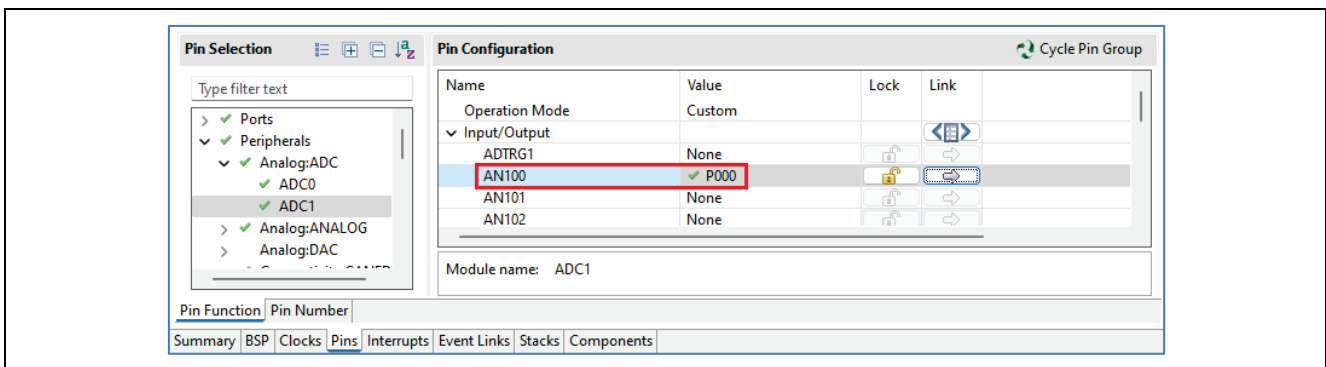 Pin Selection
Type filter text
Ports
Peripherals
Analog:ADC
ADC0
ADC1
Analog:ANALOG
Analog:DAC
Pin Configuration
Cycle Pin Group
Name Value Lock Link
Operation Mode Custom
Input/Output
ADTRG1 None
AN100 P000
AN101 None
AN102 None
Module name: ADC1
Pin Function Pin Number
Summary BSP Clocks Pins Interrupts Event Links Stacks Components